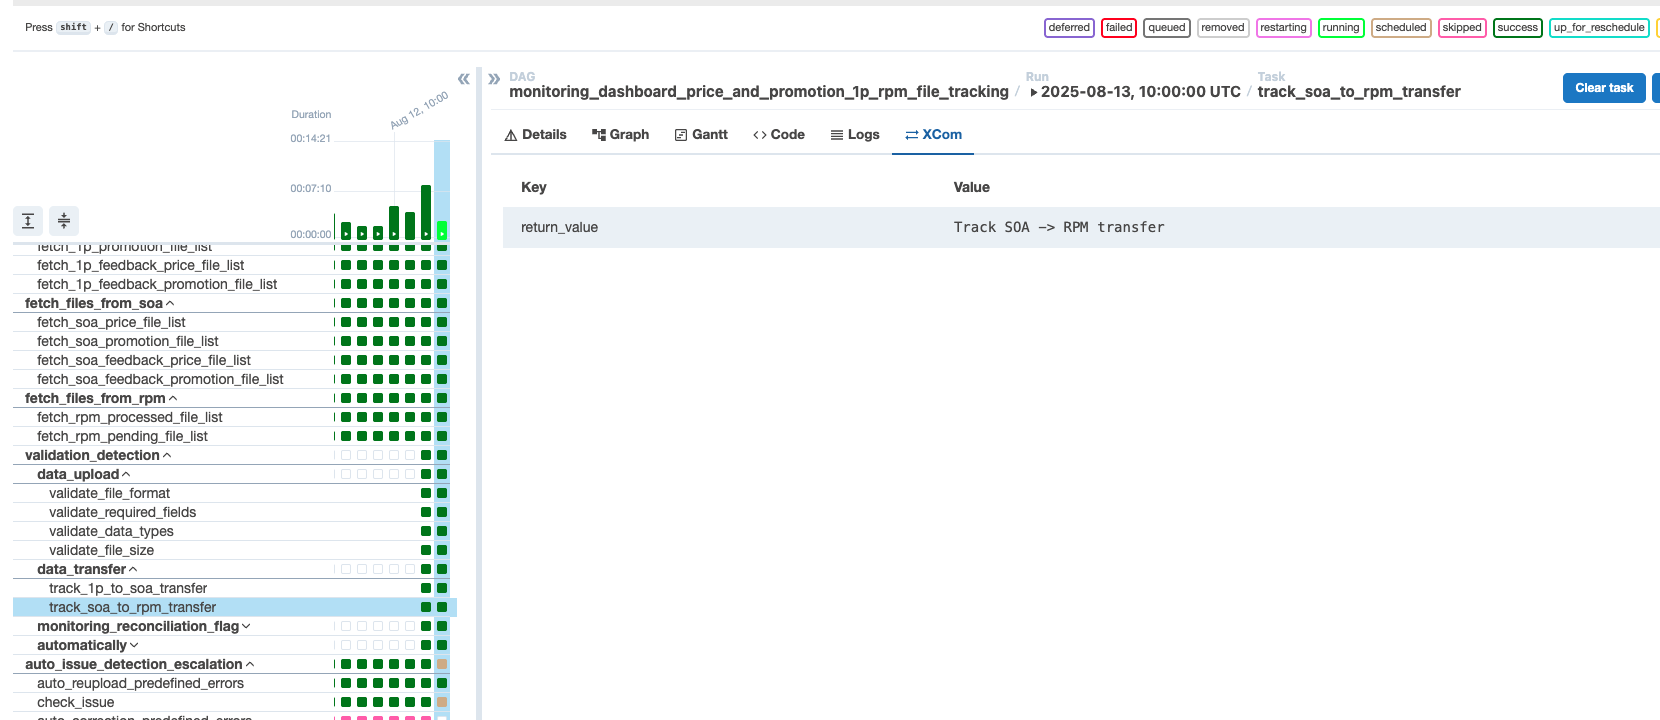 Press shift + / for Shortcuts
deferred failed queued removed restarting running scheduled skipped success up_for_reschedule
DAG
monitoring_dashboard_price_and_promotion_1p_rpm_file_tracking
/
Run
2025-08-13, 10:00:00 UTC
/
Task
track_soa_to_rpm_transfer
Clear task
Details Graph Gantt Code Logs XCom
Key Value
return_value Track SOA -> RPM transfer
Aug 12, 10:00
Duration
00:14:21
00:07:10
00:00:00
fetch_1p_promotion_file_list
fetch_1p_feedback_price_file_list
fetch_1p_feedback_promotion_file_list
fetch_files_from_soa
fetch_soa_price_file_list
fetch_soa_promotion_file_list
fetch_soa_feedback_price_file_list
fetch_soa_feedback_promotion_file_list
fetch_files_from_rpm
fetch_rpm_processed_file_list
fetch_rpm_pending_file_list
validation_detection
data_upload
validate_file_format
validate_required_fields
validate_data_types
validate_file_size
data_transfer
track_1p_to_soa_transfer
track_soa_to_rpm_transfer
monitoring_reconciliation_flag
automatically
auto_issue_detection_escalation
auto_reupload_predefined_errors
check_issue
auto_correction_predefined_errors